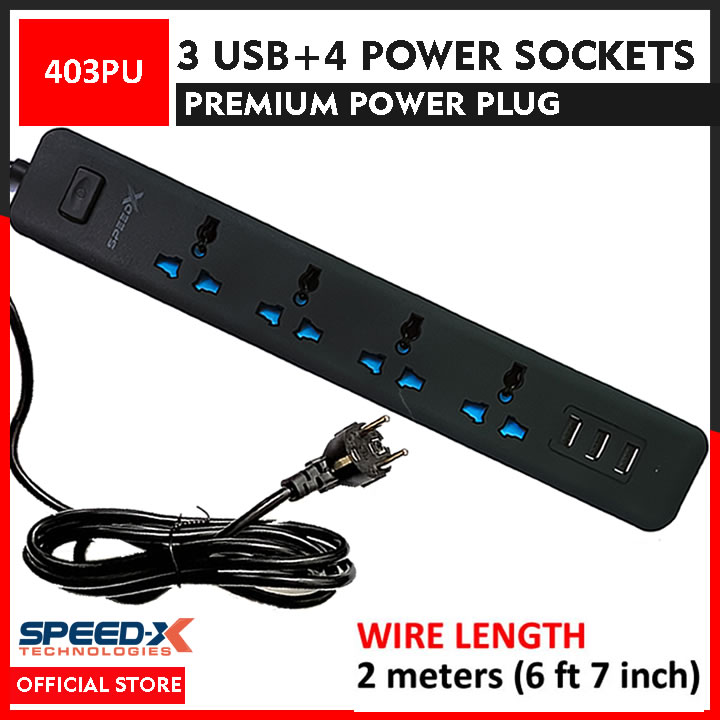 403PU
3 USB+4 POWER SOCKETS
PREMIUM POWER PLUG
SPEEDX
SPEED-X
TECHNOLOGIES
OFFICIAL STORE
WIRE LENGTH
2 meters (6 ft 7 inch)